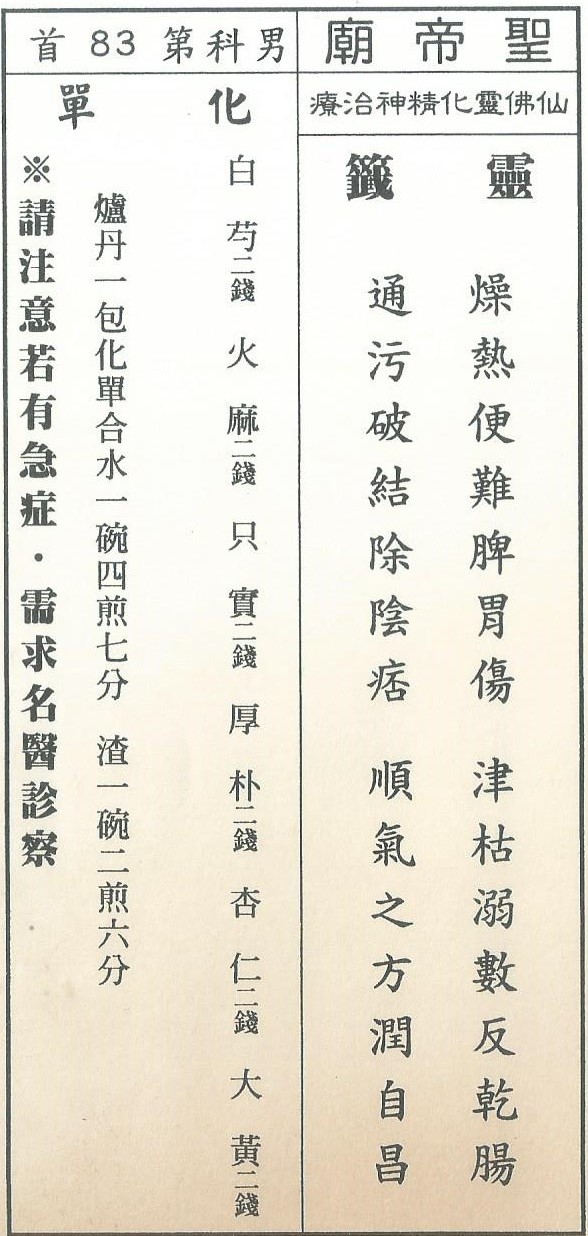 聖帝廟
男科第83首
仙佛靈化精神治療
靈籤
燥熱便難脾胃傷 津枯溺數反乾腸
通污破結除陰痞 順氣之方潤自昌
化單
白芍二錢 火麻二錢 只實二錢 厚朴二錢 杏仁二錢 大黃二錢
爐丹一包化單合水一碗四煎七分 渣一碗二煎六分
※請注意若有急症・需求名醫診察